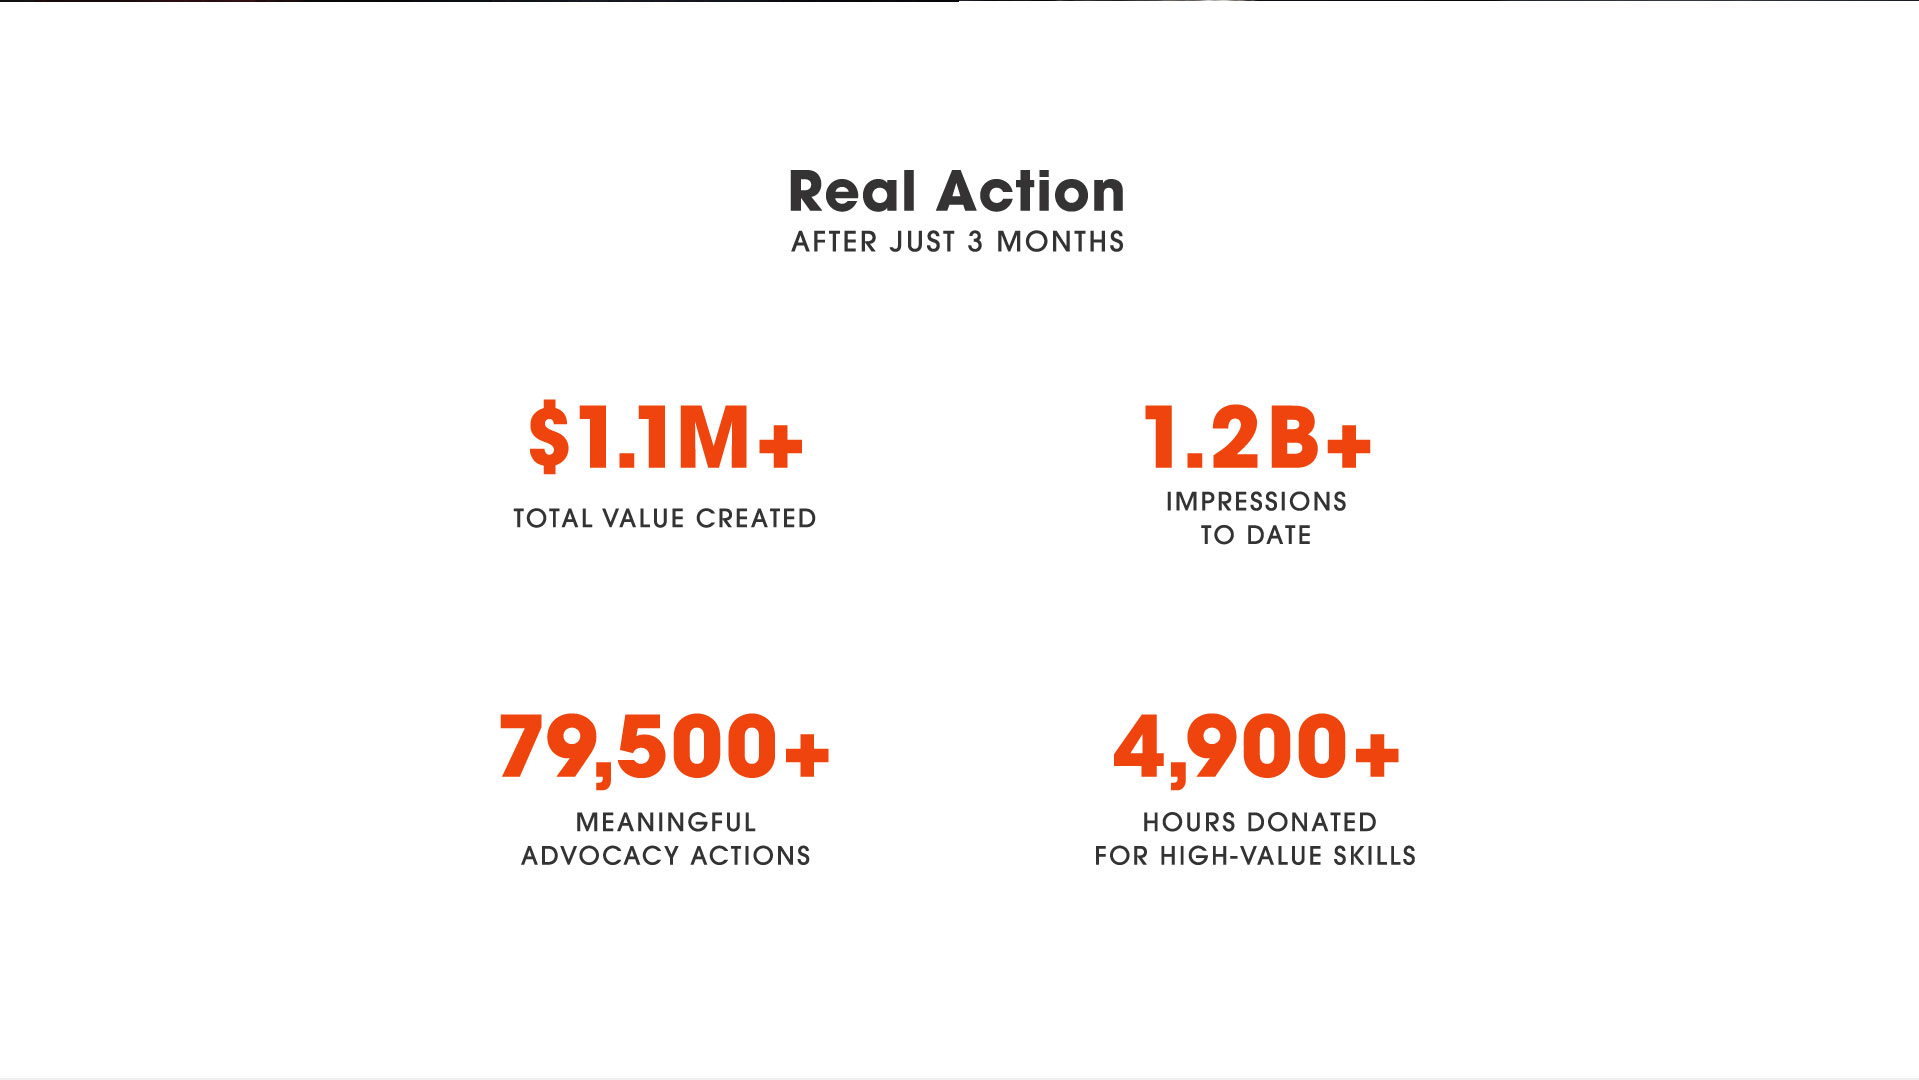 Real Action
AFTER JUST 3 MONTHS
$1.1M+
TOTAL VALUE CREATED
1.2B+
IMPRESSIONS
TO DATE
79,500+
MEANINGFUL
ADVOCACY ACTIONS
4,900+
HOURS DONATED
FOR HIGH-VALUE SKILLS